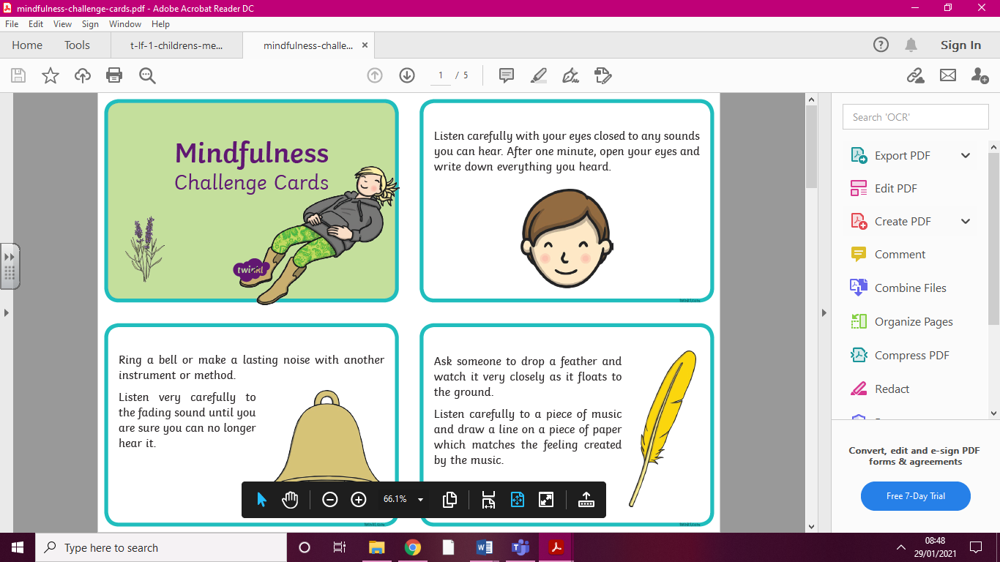 mindfulness-challenge-cards.pdf - Adobe Acrobat Reader DC
File Edit View Sign Window Help
Home Tools t-lf-1-childrens-me... mindfulness-challe... ×
Sign In
1 / 5
Mindfulness
Challenge Cards
twinkl
Listen carefully with your eyes closed to any sounds
you can hear. After one minute, open your eyes and
write down everything you heard.
twinkl.com
Ring a bell or make a lasting noise with another
instrument or method.
Listen very carefully to
the fading sound until you
are sure you can no longer
hear it.
twinkl.com
Ask someone to drop a feather and
watch it very closely as it floats to
the ground.
Listen carefully to a piece of music
and draw a line on a piece of paper
which matches the feeling created
by the music.
twinkl.com
66.1%
Search 'OCR'
Export PDF
Edit PDF
Create PDF
Comment
Combine Files
Organize Pages
Compress PDF
Redact
Convert, edit and e-sign PDF
forms & agreements
Free 7-Day Trial
Type here to search
08:48
29/01/2021